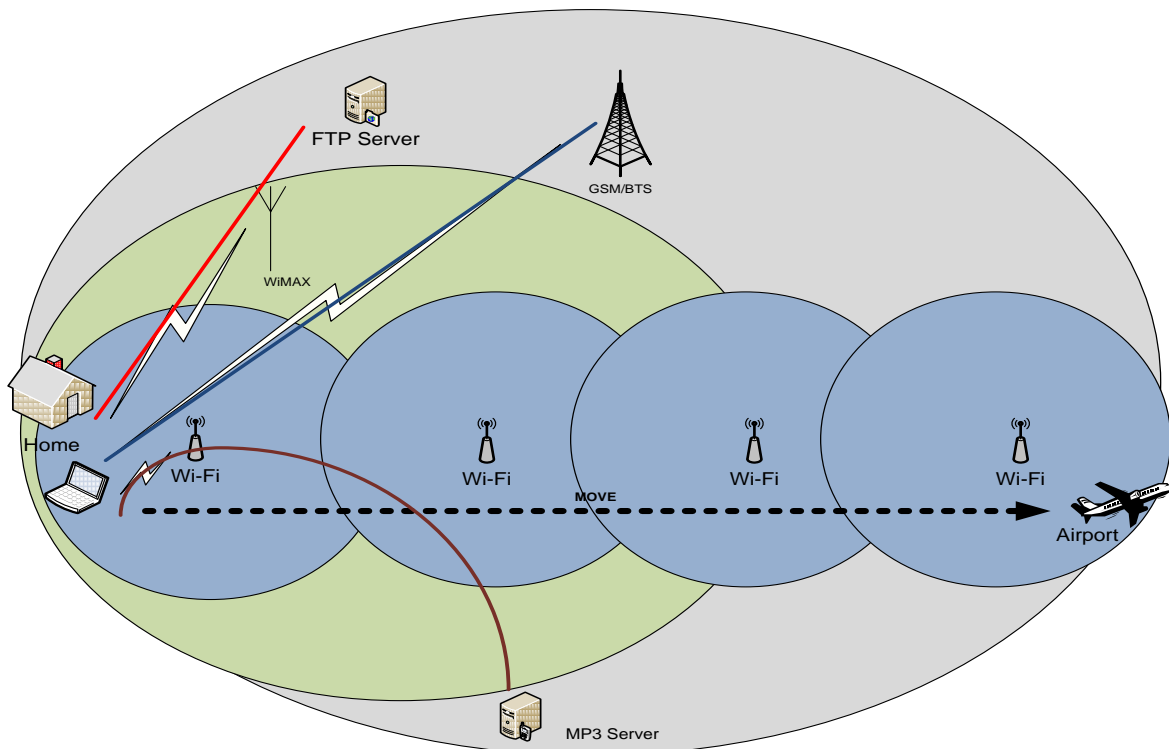 FTP Server
GSM/BTS
WiMAX
Home
Wi-Fi
Wi-Fi
Wi-Fi
Wi-Fi
MOVE
Airport
MP3 Server